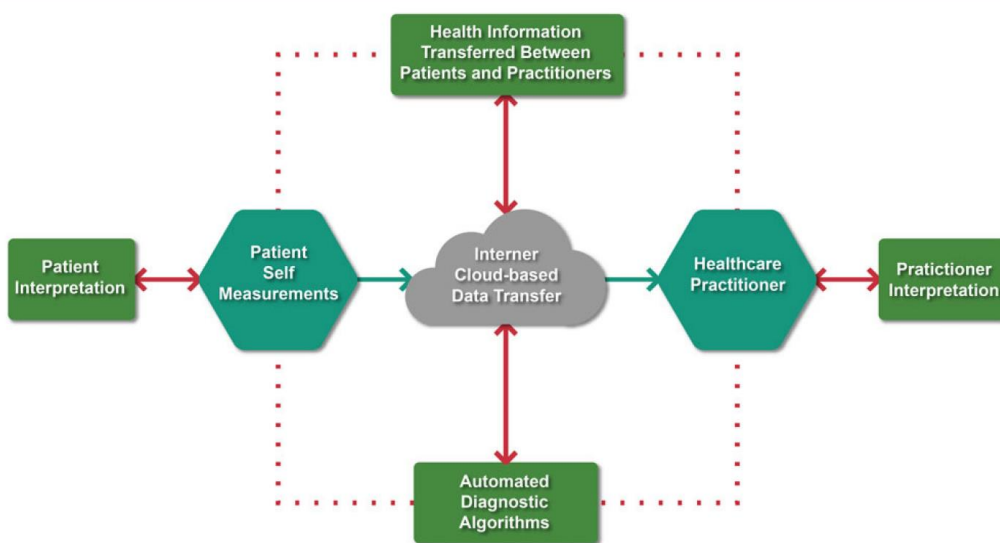 Health Information
Transferred Between
Patients and Practitioners
Patient
Interpretation
Patient
Self
Measurements
Interner
Cloud-based
Data Transfer
Healthcare
Practitioner
Pratictioner
Interpretation
Automated
Diagnostic
Algorithms